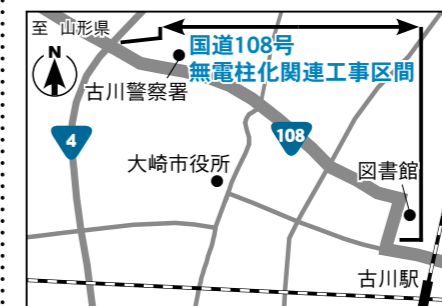 至 山形県
N
国道108号
無電柱化関連工事区間
古川警察署
4
108
大崎市役所
図書館
古川駅